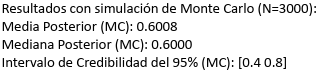 Resultados con simulación de Monte Carlo (N=3000):
Media Posterior (MC): 0.6008
Mediana Posterior (MC): 0.6000
Intervalo de Credibilidad del 95% (MC): [0.4 0.8]